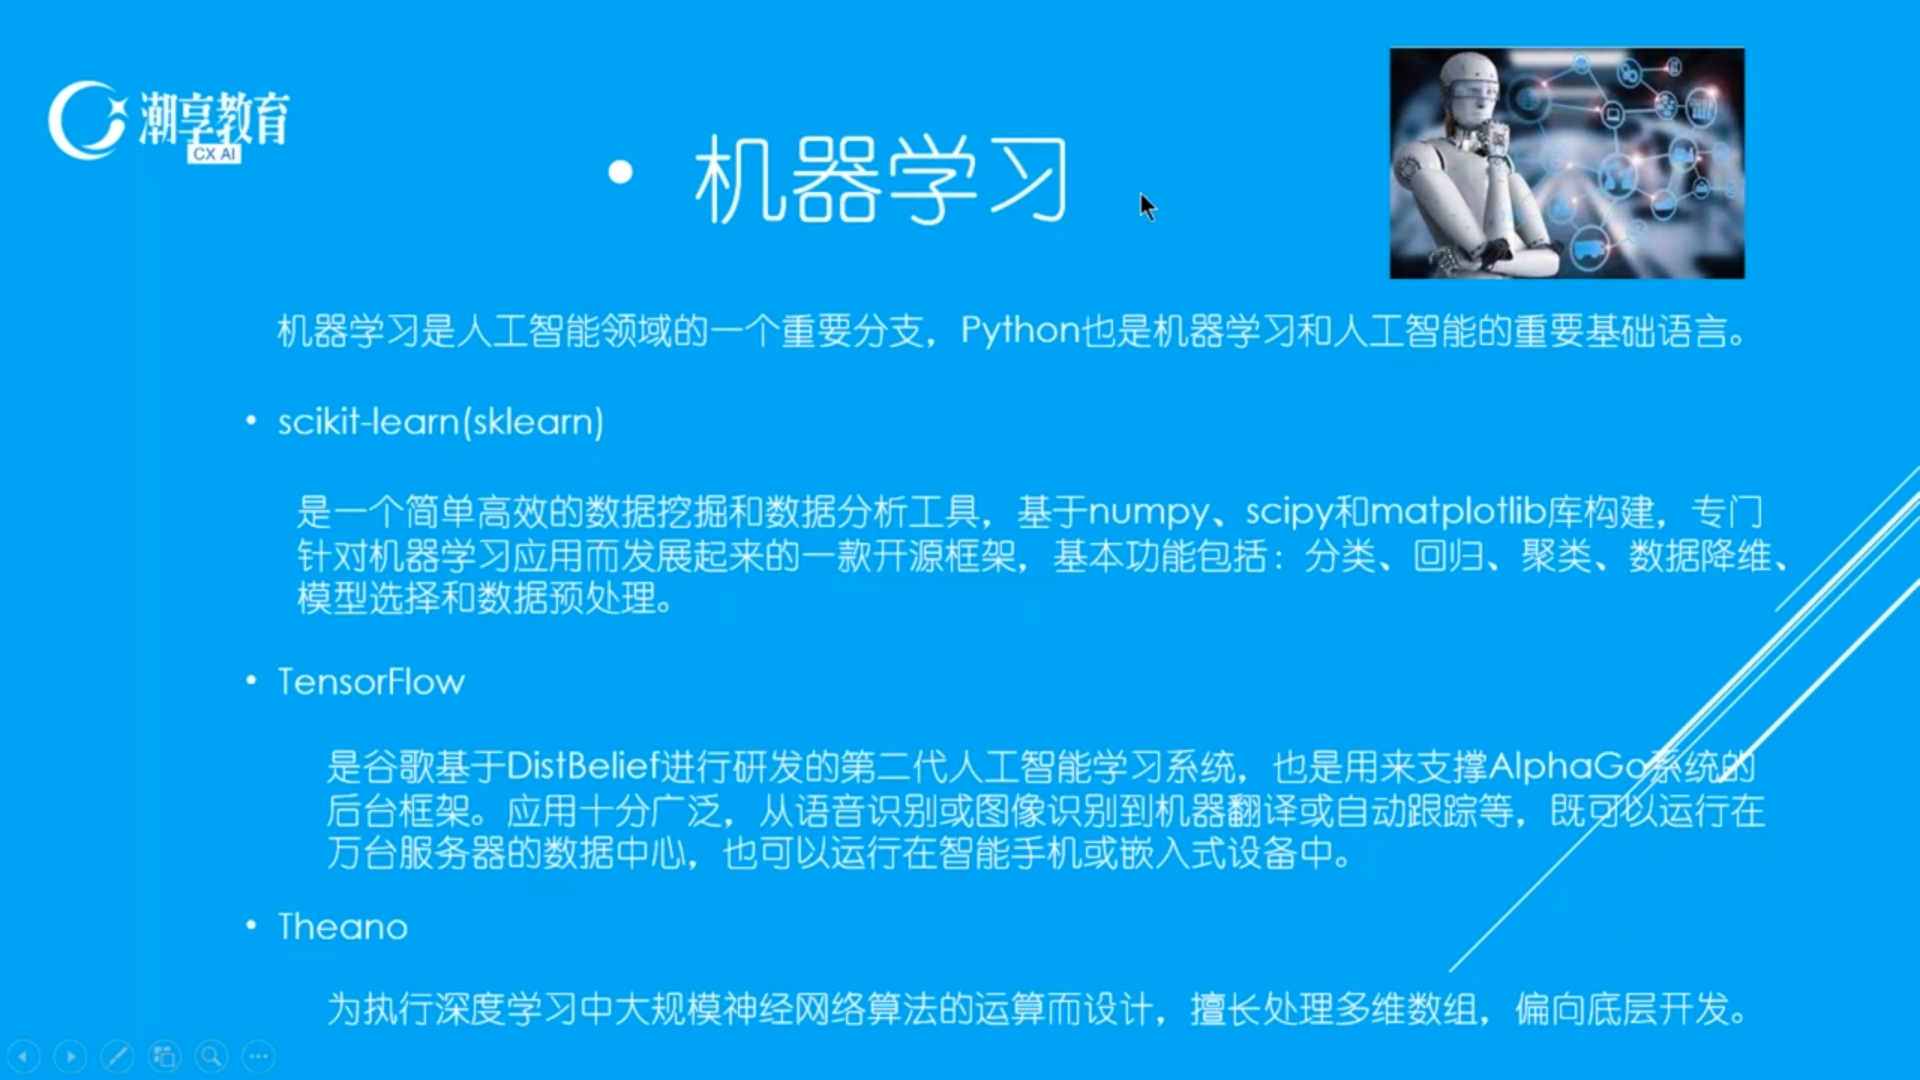 潮享教育
CX AI
• 机器学习
机器学习是人工智能领域的一个重要分支，Python也是机器学习和人工智能的重要基础语言。
• scikit-learn(sklearn)
是一个简单高效的数据挖掘和数据分析工具，基于numpy、scipy和matplotlib库构建，专门
针对机器学习应用而发展起来的一款开源框架，基本功能包括：分类、回归、聚类、数据降维、
模型选择和数据预处理。
• TensorFlow
是谷歌基于DistBelief进行研发的第二代人工智能学习系统，也是用来支撑AlphaGo系统的
后台框架。应用十分广泛，从语音识别或图像识别到机器翻译或自动跟踪等，既可以运行在
万台服务器的数据中心，也可以运行在智能手机或嵌入式设备中。
• Theano
为执行深度学习中大规模神经网络算法的运算而设计，擅长处理多维数组，偏向底层开发。